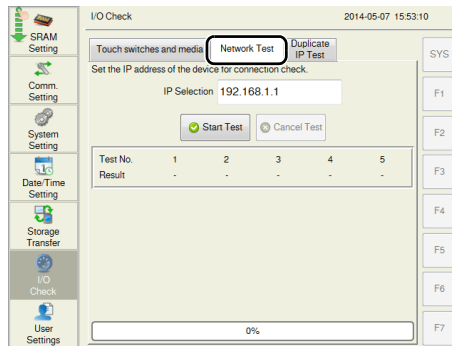 I/O Check 2014-05-07 15:53:10
SRAM
Setting
Comm.
Setting
System
Setting
Date/Time
Setting
Storage
Transfer
I/O
Check
User
Settings
Touch switches and media
Network Test
Duplicate
IP Test
Set the IP address of the device for connection check.
IP Selection 192.168.1.1
Start Test Cancel Test
Test No. 1 2 3 4 5
Result - - - - -
0%
SYS
F1
F2
F3
F4
F5
F6
F7